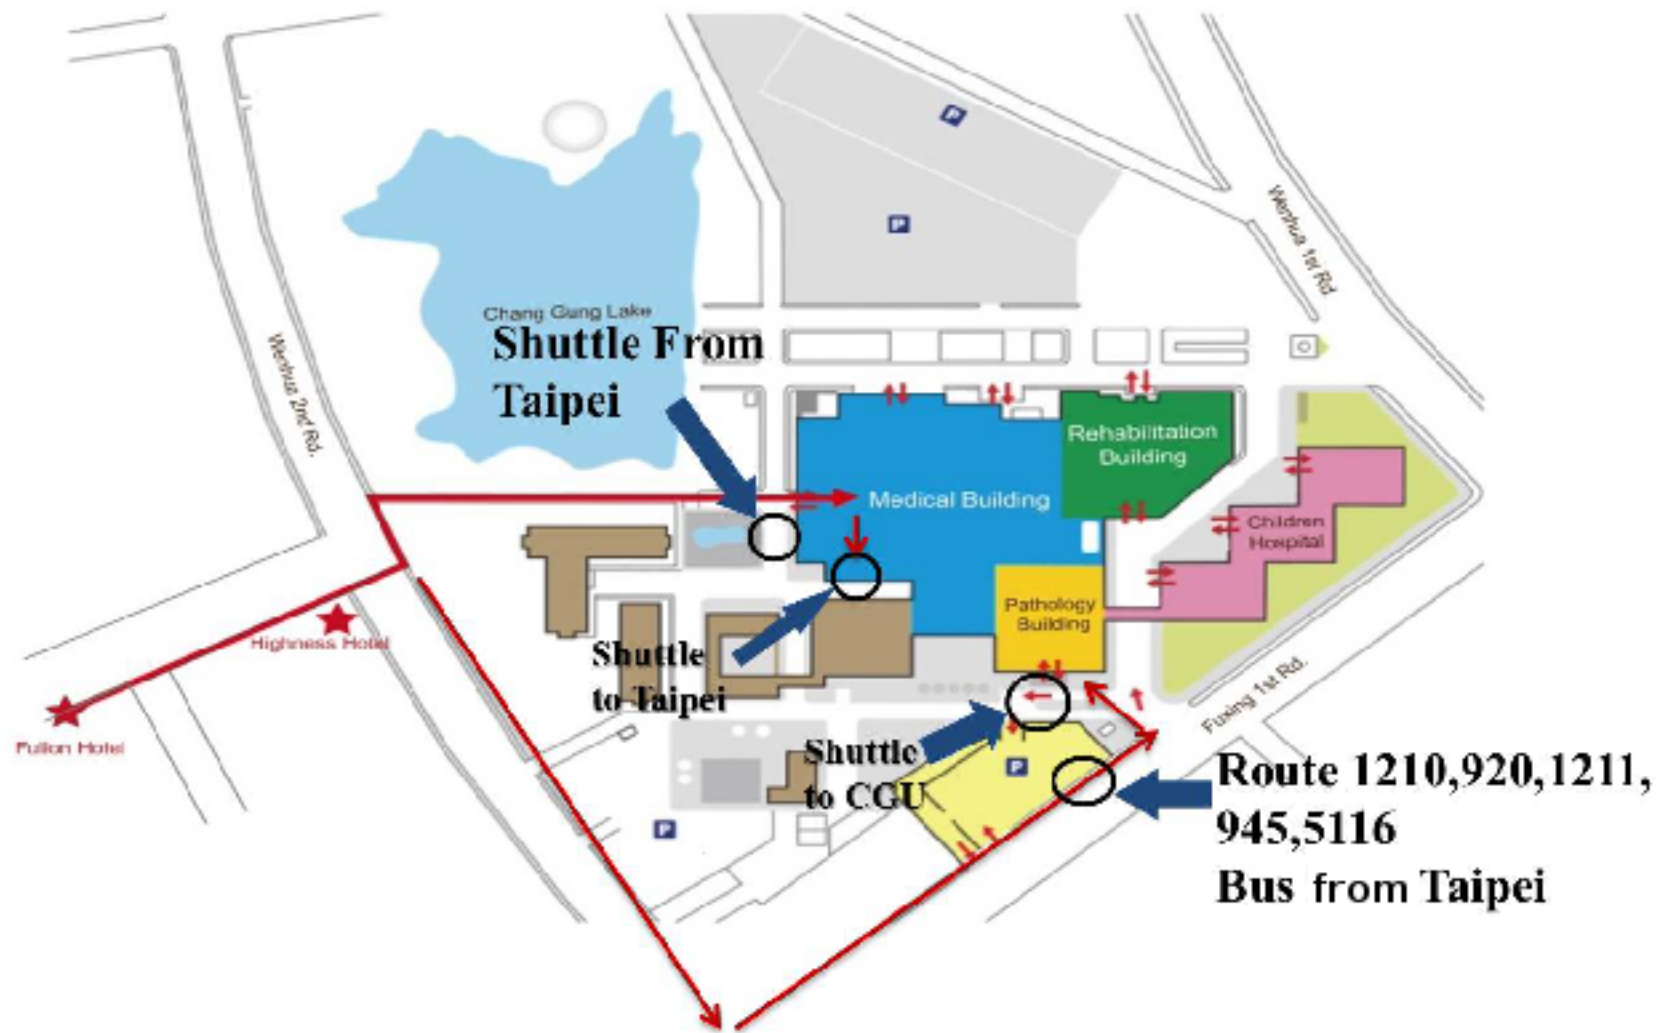 P
P
Wenhua 1st Rd.
Chang Gung Lake
Shuttle From
Taipei
Wenhua 2nd Rd.
Rehabilitation
Building
Medical Building
Children
Hospital
Pathology
Building
Highness Hotel
Shuttle
to Taipei
Fullon Hotel
Fuxing 1st Rd.
Shuttle
to CGU
P
Route 1210,920,1211,
945,5116
Bus from Taipei
P